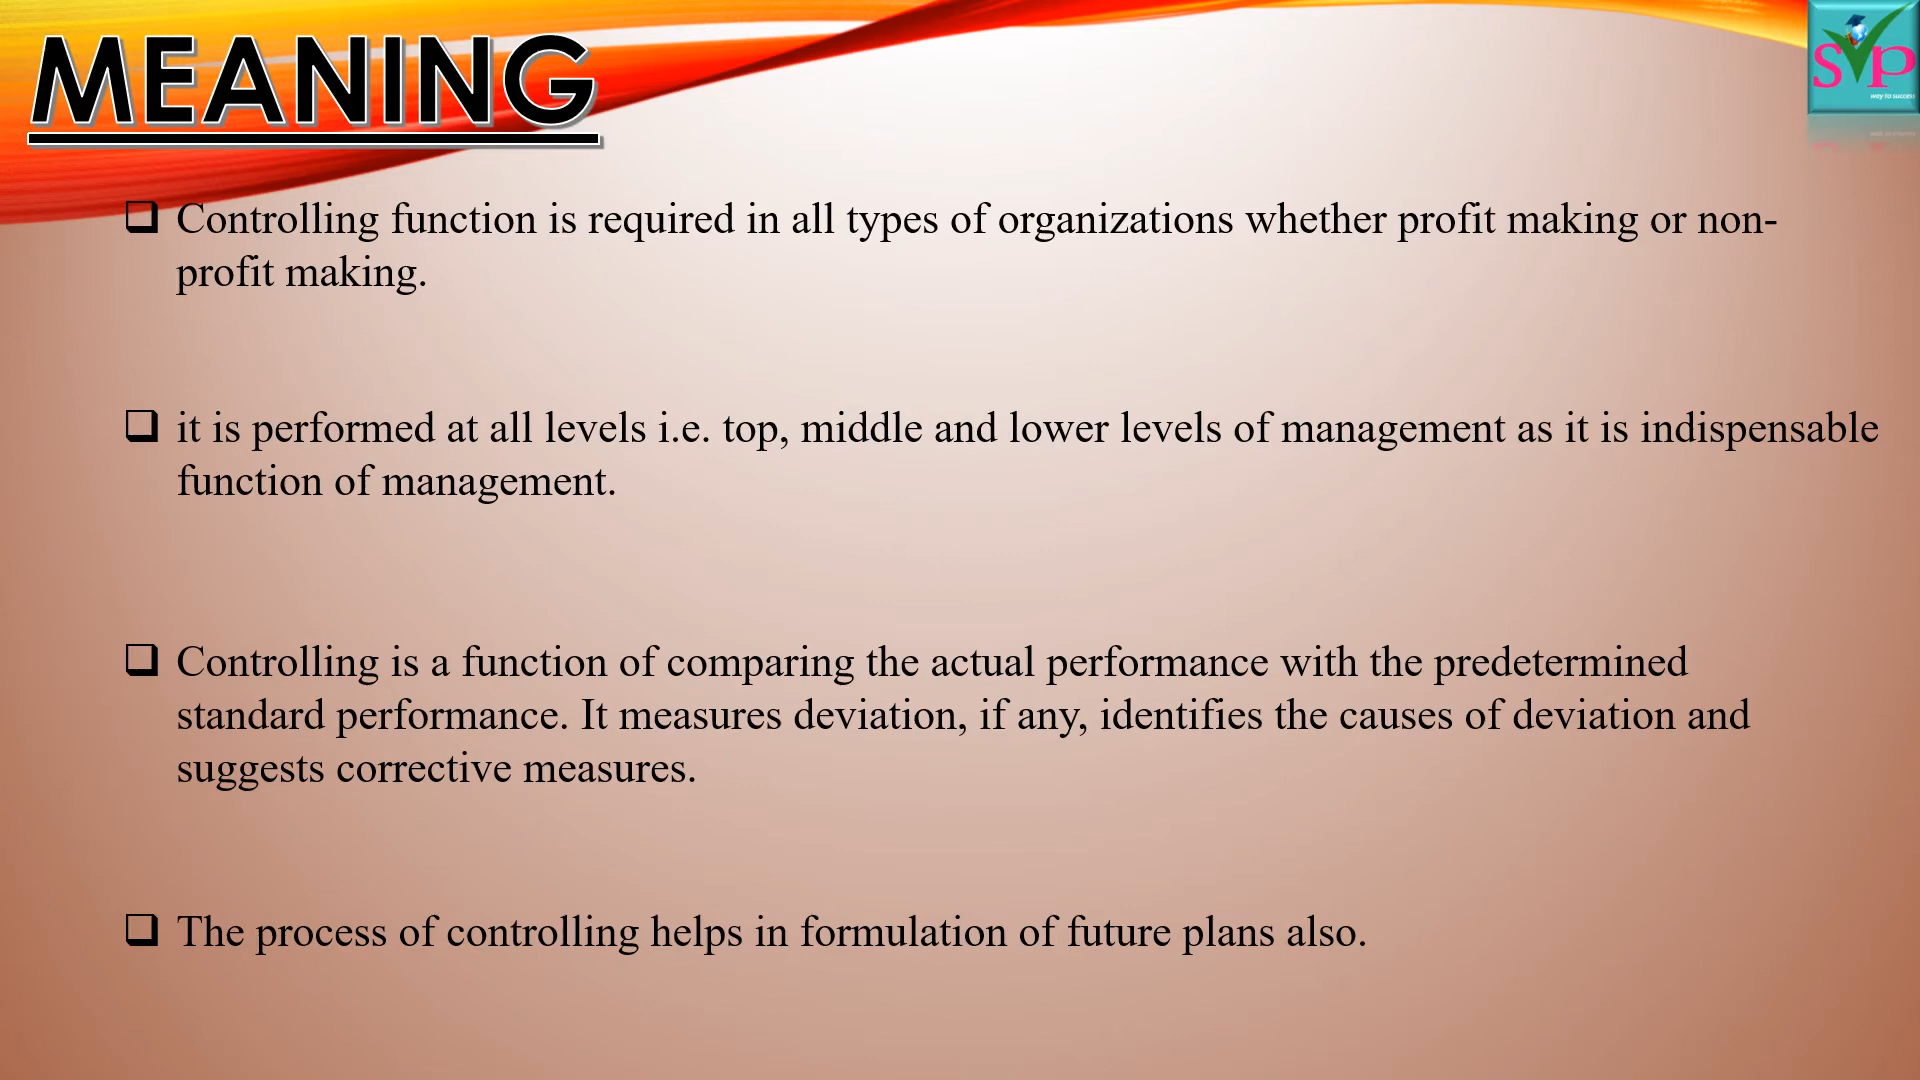 MEANING
SVP
way to success
Controlling function is required in all types of organizations whether profit making or non-
profit making.
it is performed at all levels i.e. top, middle and lower levels of management as it is indispensable
function of management.
Controlling is a function of comparing the actual performance with the predetermined
standard performance. It measures deviation, if any, identifies the causes of deviation and
suggests corrective measures.
The process of controlling helps in formulation of future plans also.